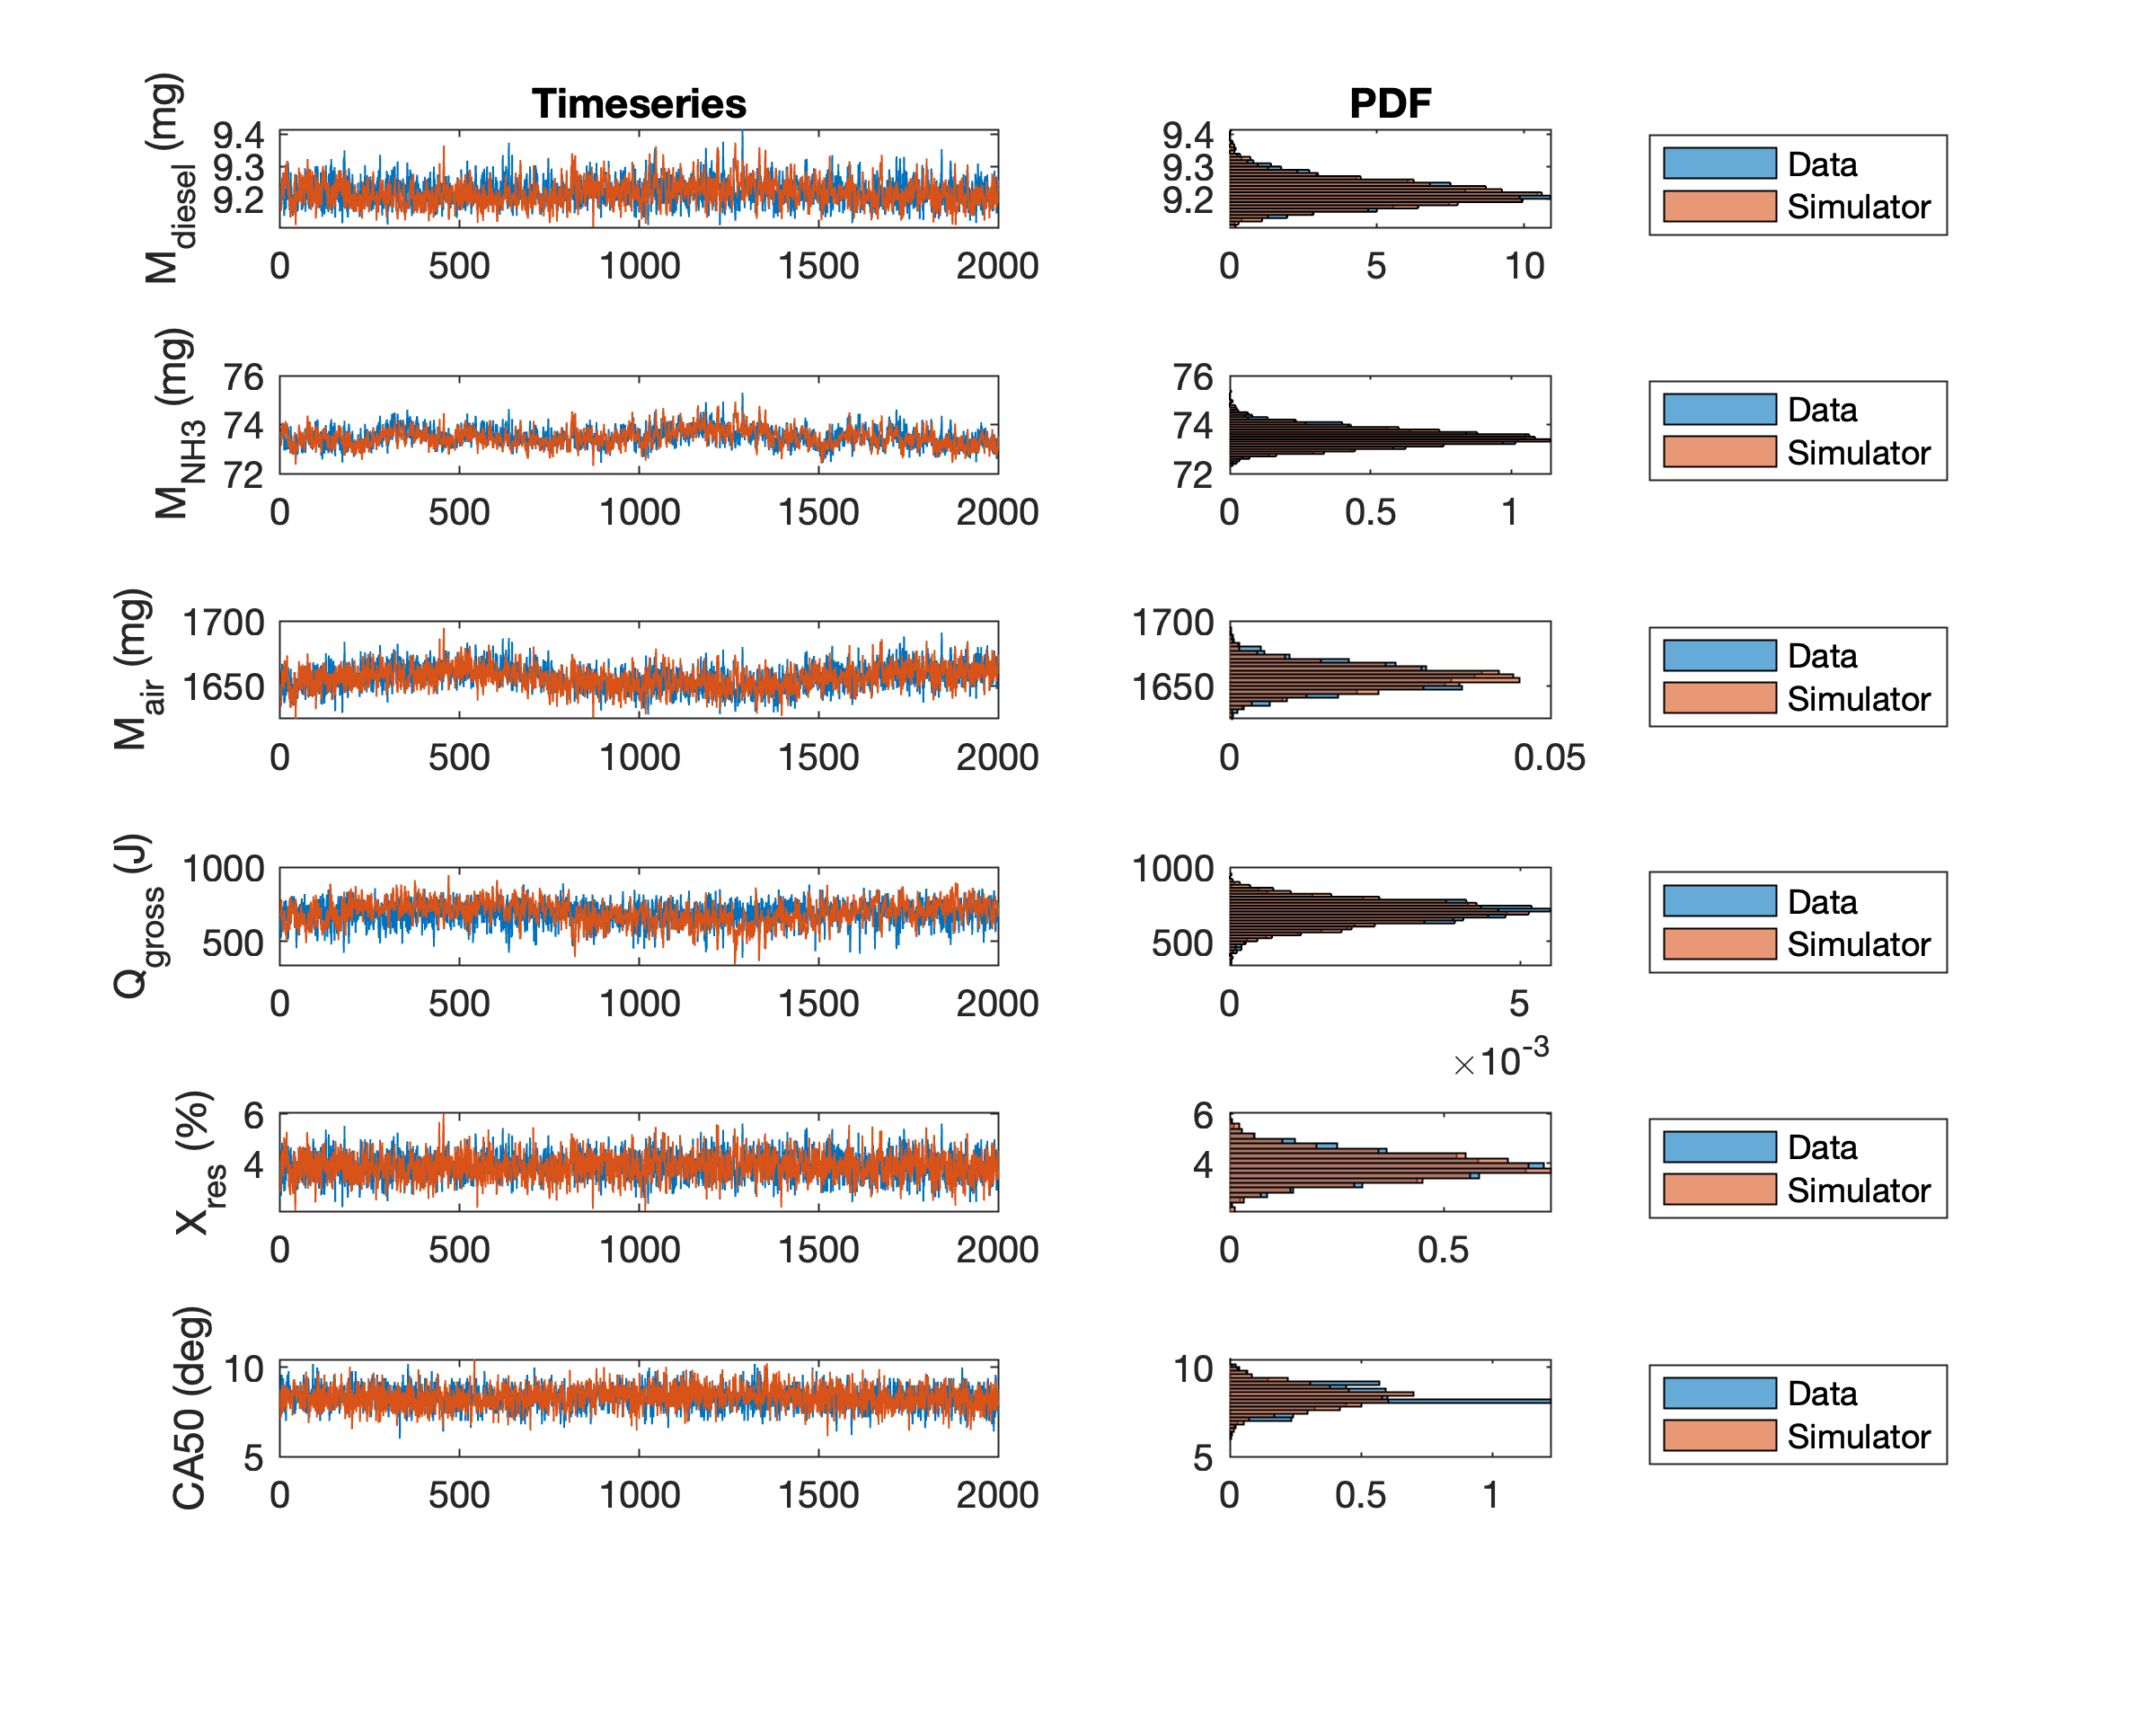 Timeseries
PDF
M_diesel (mg)
9.4
9.3
9.2
0 500 1000 1500 2000
9.4
9.3
9.2
0 5 10
Data
Simulator
M_NH3 (mg)
76
74
72
0 500 1000 1500 2000
76
74
72
0 0.5 1
Data
Simulator
M_air (mg)
1700
1650
0 500 1000 1500 2000
1700
1650
0 0.05
Data
Simulator
Q_gross (J)
1000
500
0 500 1000 1500 2000
1000
500
0 5
×10^-3
Data
Simulator
X_res (%)
6
4
0 500 1000 1500 2000
6
4
0 0.5
Data
Simulator
CA50 (deg)
10
5
0 500 1000 1500 2000
10
5
0 0.5 1
Data
Simulator